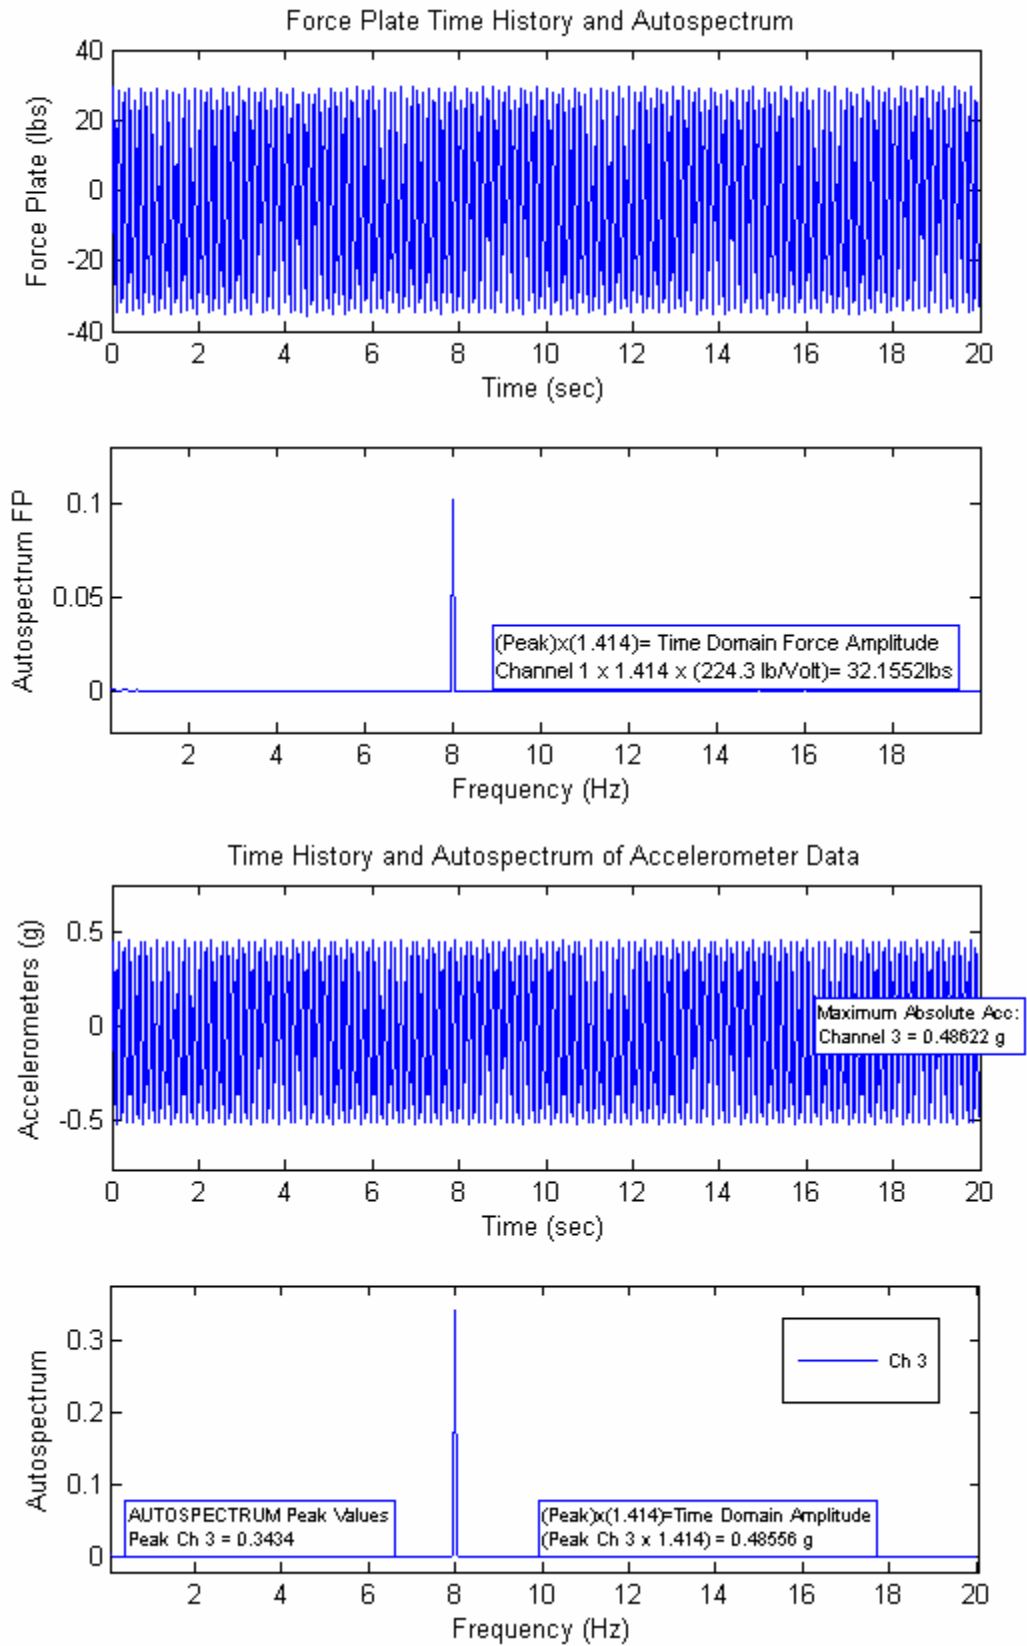 Force Plate Time History and Autospectrum
Force Plate (lbs)
40
20
0
-20
-40
0 2 4 6 8 10 12 14 16 18 20
Time (sec)
Autospectrum FP
0.1
0.05
0
(Peak)x(1.414)= Time Domain Force Amplitude
Channel 1 x 1.414 x (224.3 lb/Volt)= 32.1552lbs
2 4 6 8 10 12 14 16 18
Frequency (Hz)
Time History and Autospectrum of Accelerometer Data
Accelerometers (g)
0.5
0
-0.5
Maximum Absolute Acc:
Channel 3 = 0.48622 g
0 2 4 6 8 10 12 14 16 18 20
Time (sec)
Autospectrum
0.3
0.2
0.1
0
Ch 3
AUTOSPECTRUM Peak Values
Peak Ch 3 = 0.3434
(Peak)x(1.414)=Time Domain Amplitude
(Peak Ch 3 x 1.414) = 0.48556 g
2 4 6 8 10 12 14 16 18 20
Frequency (Hz)